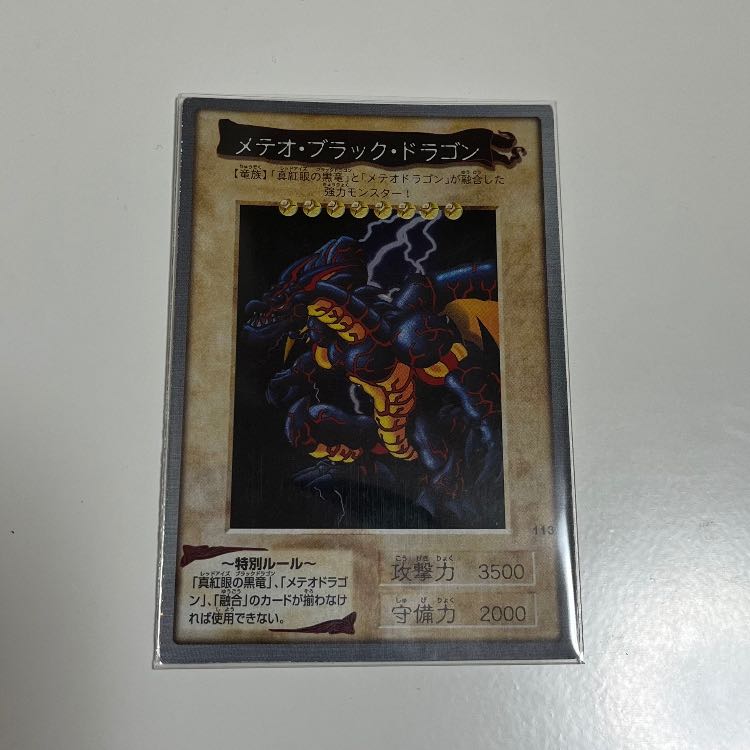 メテオ・ブラック・ドラゴン
【竜族】「真紅眼の黒竜」と「メテオドラゴン」が融合した
強力モンスター!
113
～特別ルール～
「真紅眼の黒竜」、「メテオドラゴ
ン」、「融合」のカードが揃わなけ
れば使用できない。
攻撃力 3500
守備力 2000